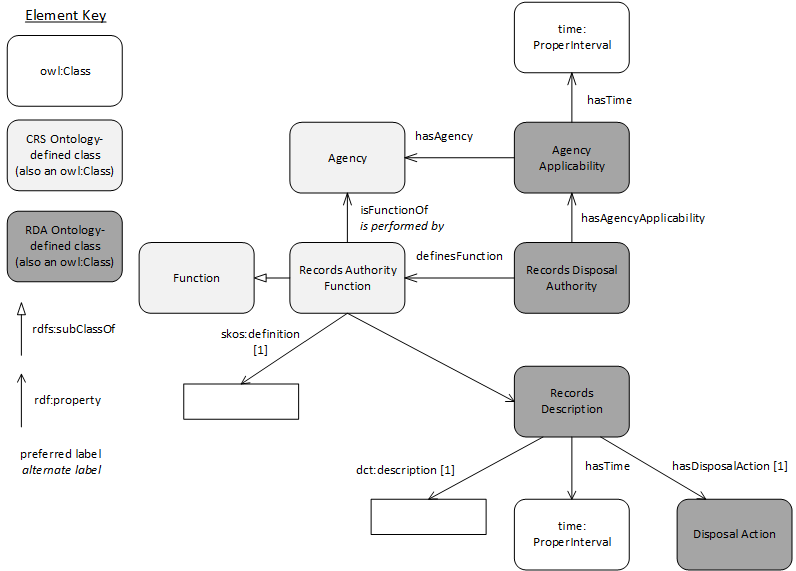 Element Key
owl:Class
CRS Ontology-
defined class
(also an owl:Class)
RDA Ontology-
defined class
(also an owl:Class)
rdfs:subClassOf
rdf:property
preferred label
alternate label
time:
ProperInterval
hasTime
Agency
hasAgency
Agency
Applicability
isFunctionOf
is performed by
hasAgencyApplicability
Function
Records Authority
Function
definesFunction
Records Disposal
Authority
skos:definition
[1]
Records
Description
dct:description [1]
hasTime
hasDisposalAction [1]
time:
ProperInterval
Disposal Action